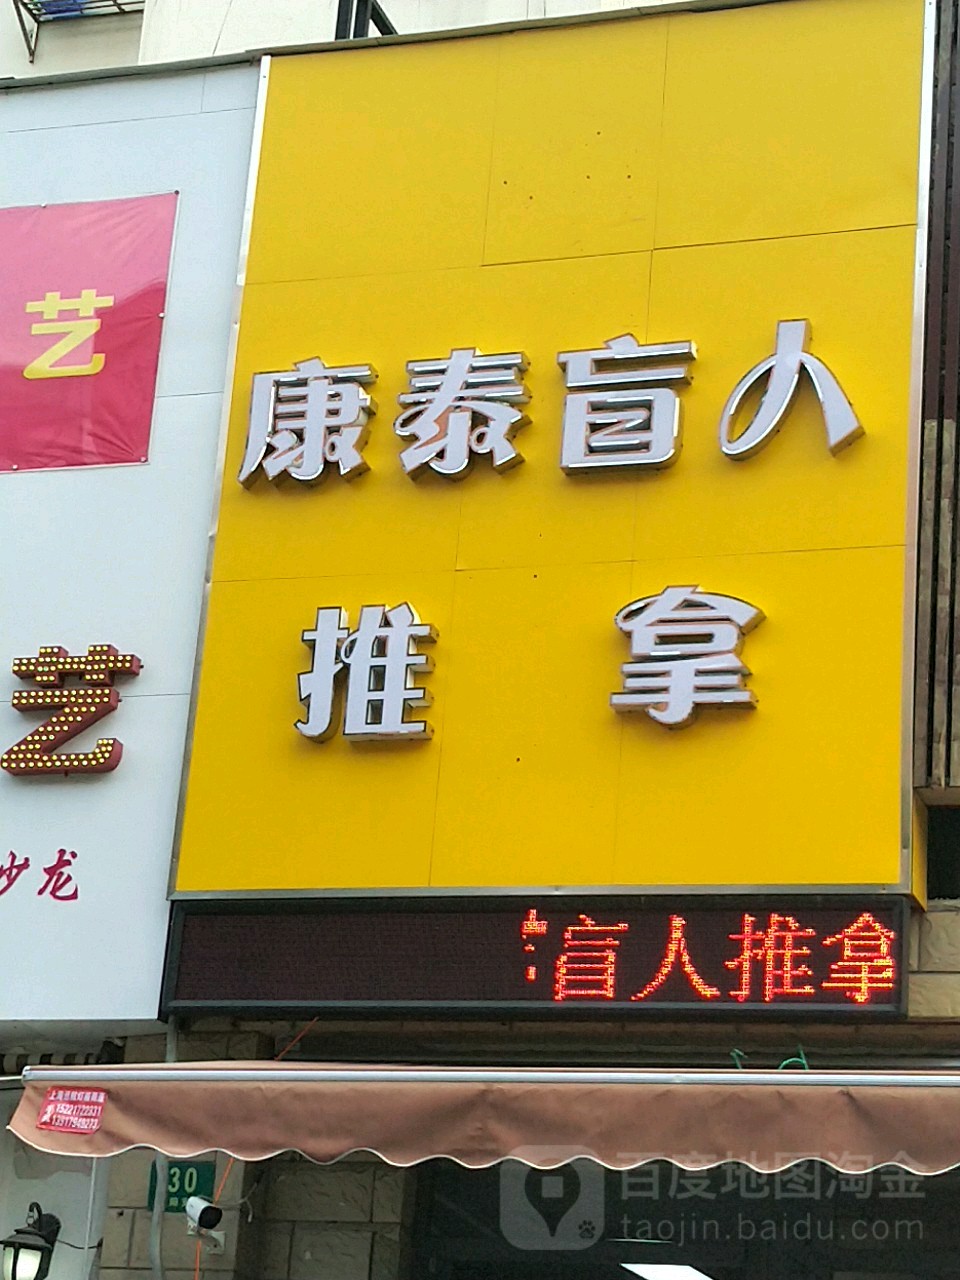 艺
康泰盲人
推拿
艺
沙龙
盲人推拿
30
百度地图淘金
taojin.baidu.com